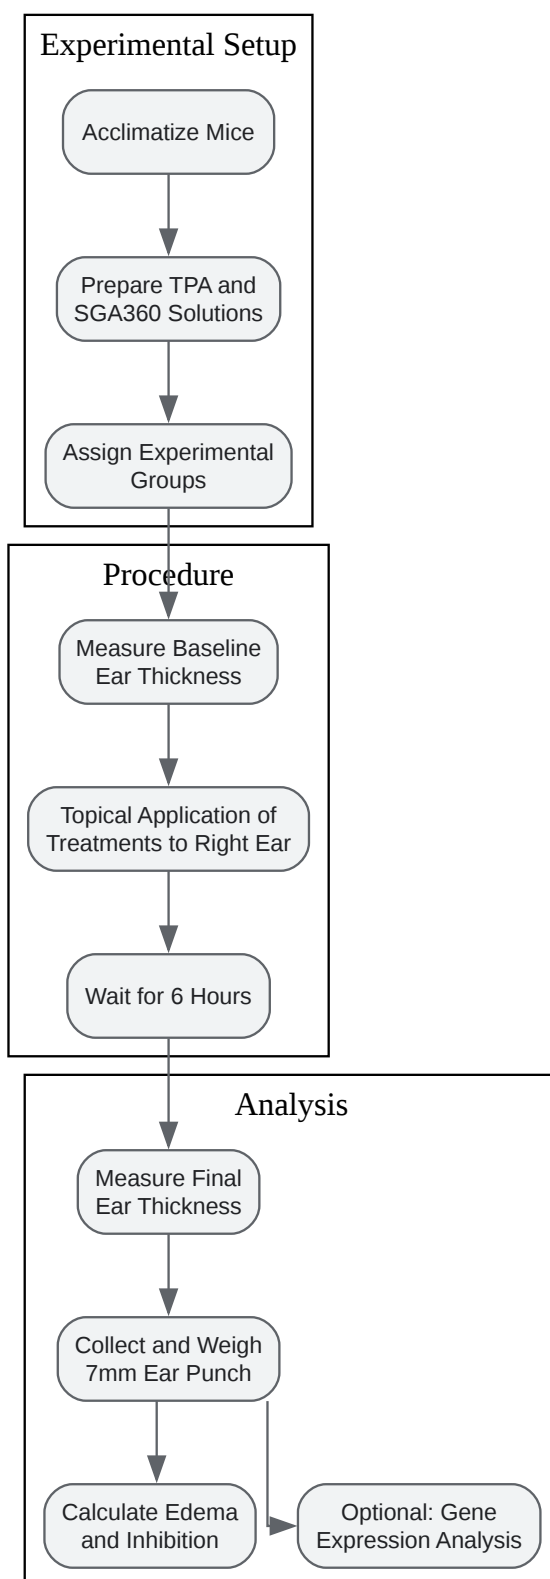 Experimental Setup
Acclimatize Mice
Prepare TPA and
SGA360 Solutions
Assign Experimental
Groups
Procedure
Measure Baseline
Ear Thickness
Topical Application of
Treatments to Right Ear
Wait for 6 Hours
Analysis
Measure Final
Ear Thickness
Collect and Weigh
7mm Ear Punch
Calculate Edema
and Inhibition
Optional: Gene
Expression Analysis